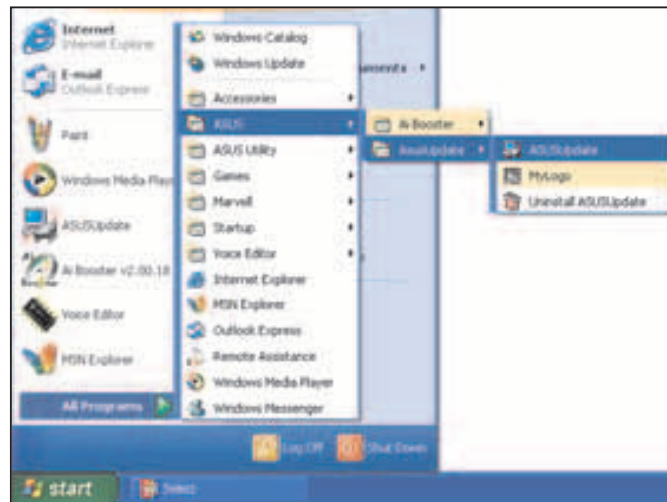 Internet
Internet Explorer
E-mail
Outlook Express
Paint
Windows Media Play
ASUSUpdate
Ai Booster v2.00.18
Voice Editor
MSN Explorer
All Programs
Windows Catalog
Windows Update
Accessories
ASUS
ASUS Utility
Games
Marvell
Startup
Voice Editor
Internet Explorer
MSN Explorer
Outlook Express
Remote Assistance
Windows Media Player
Windows Messenger
uments
Ai Booster
AsusUpdate
ASUSUpdate
MyLogo
Uninstall ASUSUpdate
Log Off
Shut Down
start
Select